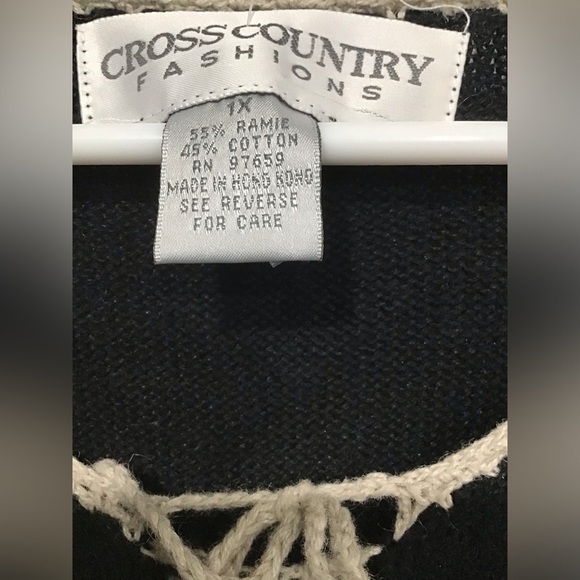 CROSS COUNTRY
FASHIONS
1X
55% RAMIE
45% COTTON
RN 97659
MADE IN HONG KONG
SEE REVERSE
FOR CARE